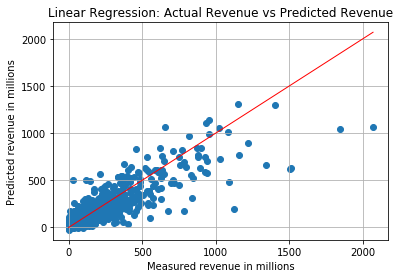 Linear Regression: Actual Revenue vs Predicted Revenue
Predicted revenue in millions
2000
1500
1000
500
0
0 500 1000 1500 2000
Measured revenue in millions